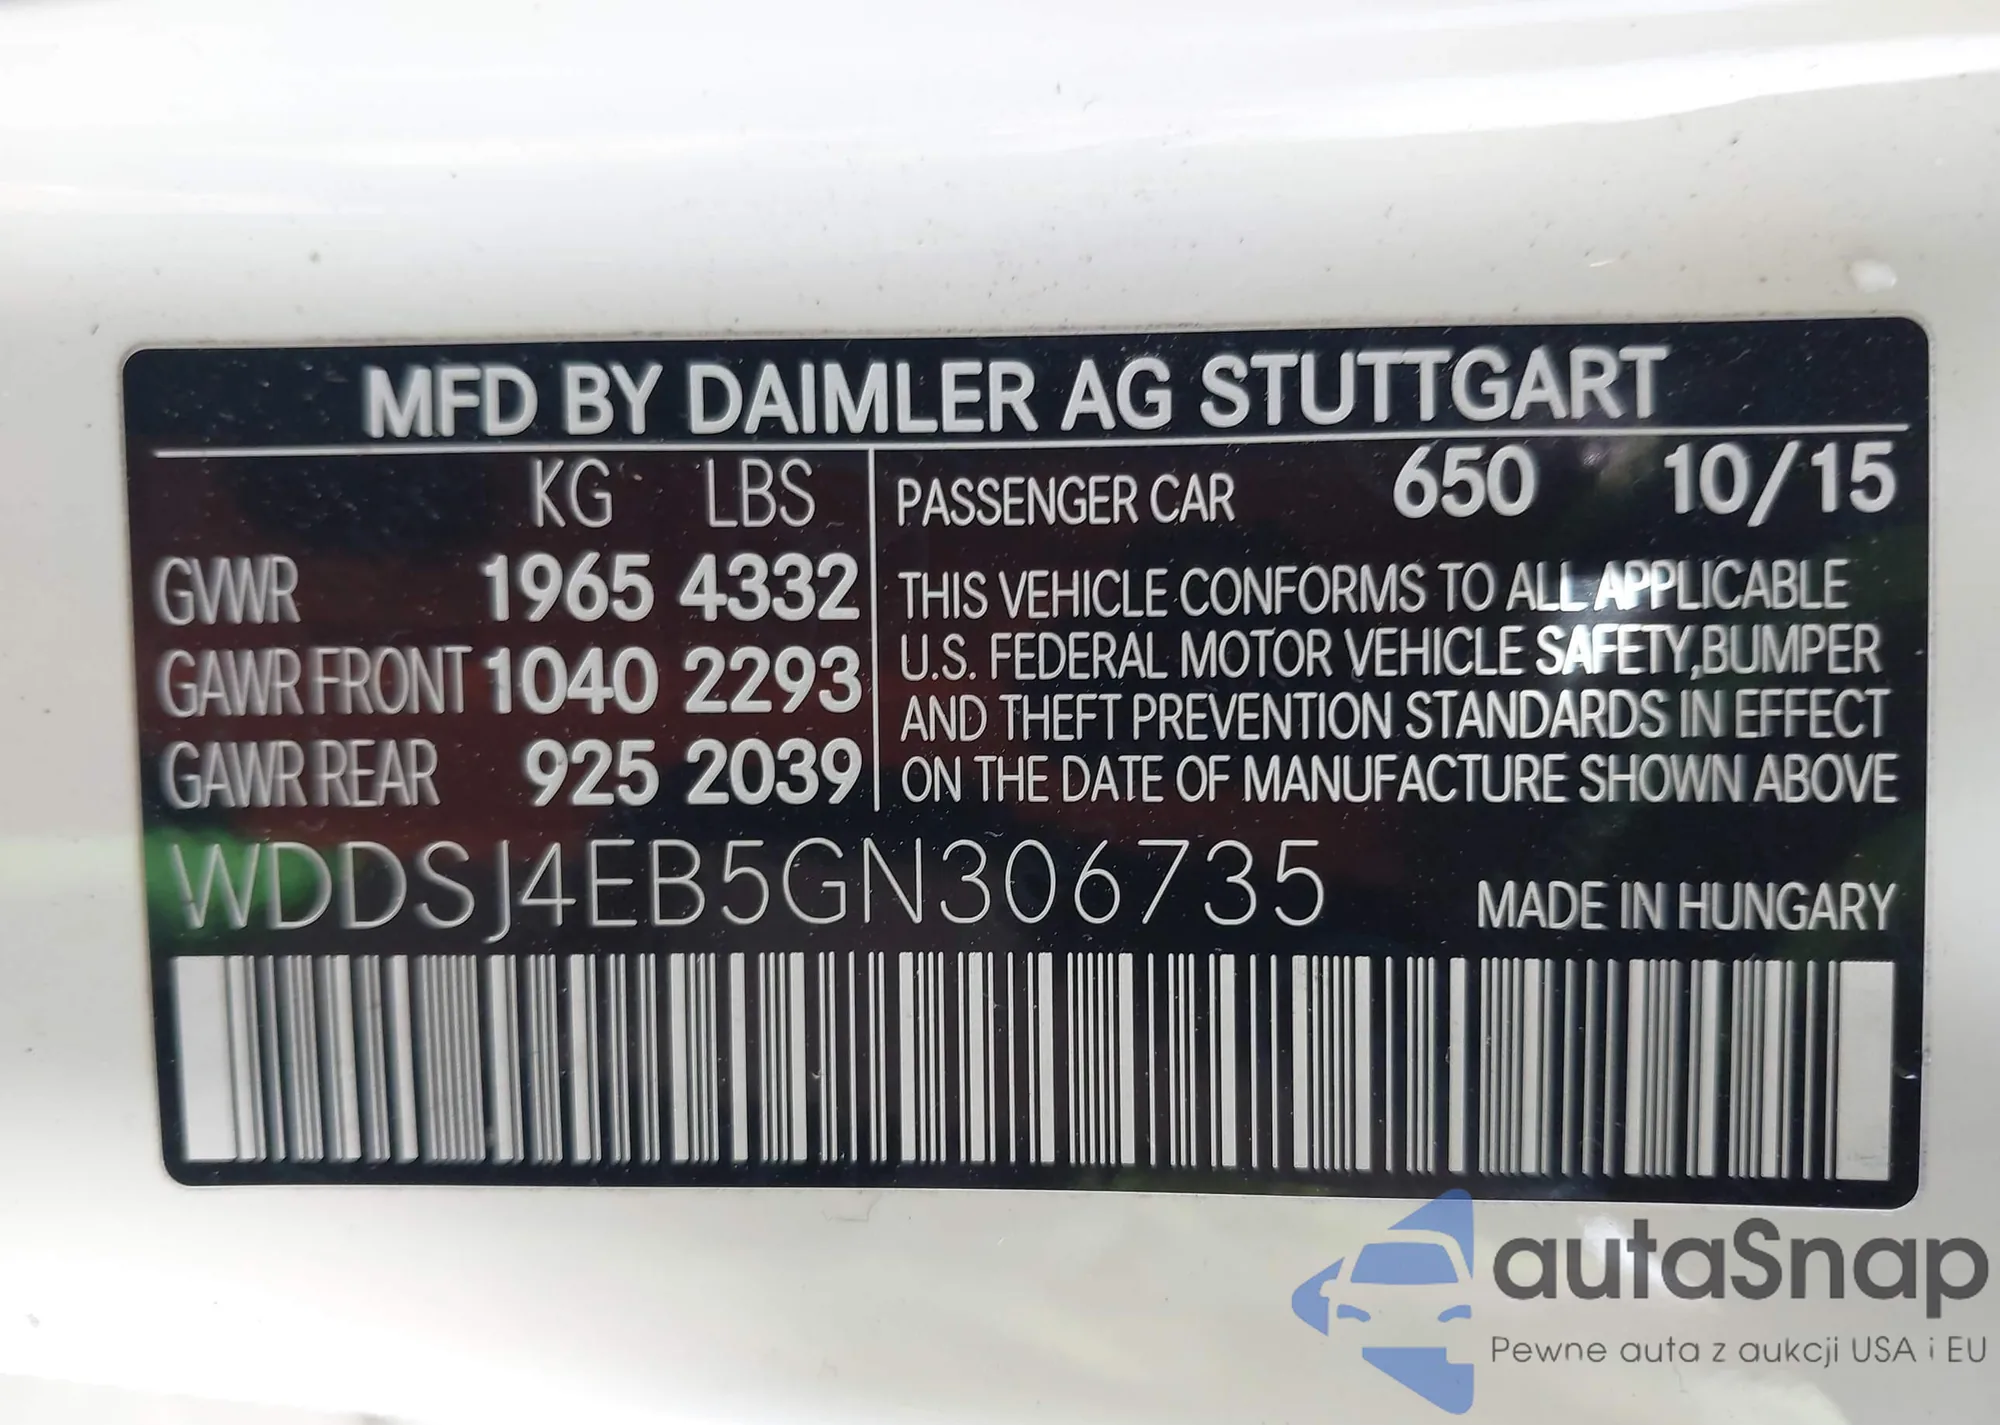 MFD BY DAIMLER AG STUTTGART
KG LBS
GVWR 1965 4332
GAWR FRONT 1040 2293
GAWR REAR 925 2039
PASSENGER CAR 650 10/15
THIS VEHICLE CONFORMS TO ALL APPLICABLE
U.S. FEDERAL MOTOR VEHICLE SAFETY, BUMPER
AND THEFT PREVENTION STANDARDS IN EFFECT
ON THE DATE OF MANUFACTURE SHOWN ABOVE
WDDSJ4EB5GN306735
MADE IN HUNGARY
autaSnap
Pewne auta z aukcji USA i EU